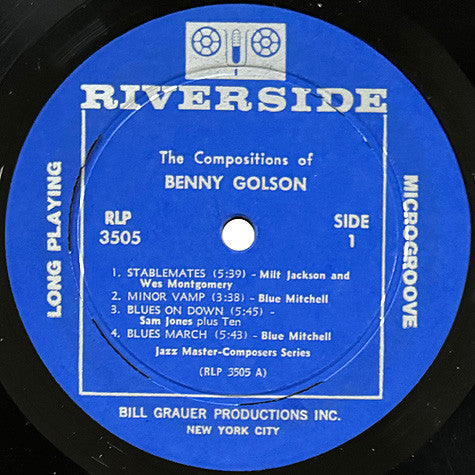 RIVERSIDE
The Compositions of
BENNY GOLSON
RLP
3505
SIDE
1
1. STABLEMATES (5:39) - Milt Jackson and
Wes Montgomery
2. MINOR VAMP (3:38) - Blue Mitchell
3. BLUES ON DOWN (5:45) -
Sam Jones plus Ten
4. BLUES MARCH (5:43) - Blue Mitchell
Jazz Master-Composers Series
(RLP 3505 A)
LONG PLAYING
MICROGROOVE
BILL GRAUER PRODUCTIONS INC.
NEW YORK CITY